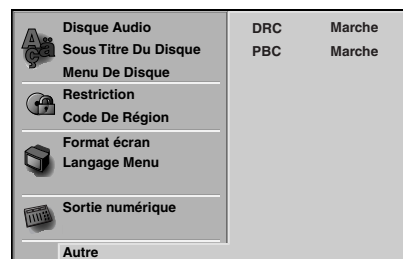 Disque Audio
Sous Titre Du Disque
Menu De Disque
Restriction
Code De Région
Format écran
Langage Menu
Sortie numérique
Autre
DRC Marche
PBC Marche